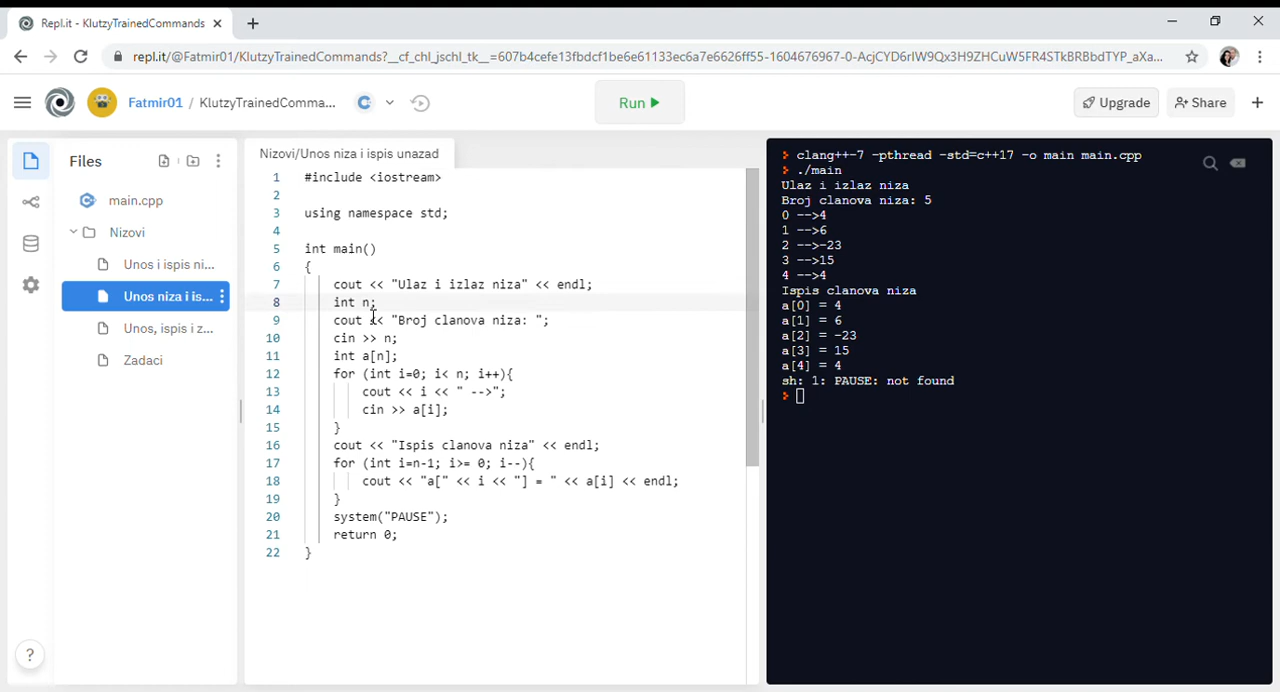 Repl.it - KlutzyTrainedCommands
repl.it/@Fatmir01/KlutzyTrainedCommands?__cf_chl_jschl_tk__=607b4cefe13fbdcf1be6e61133ec6a7e6626ff55-1604676967-0-AcjCYD6rIW9Qx3H9ZHCuW5FR4STkBRBbdTYP_aXa...
Fatmir01 / KlutzyTrainedComma...
Run
Upgrade
Share
Files
main.cpp
Nizovi
Unos i ispis ni...
Unos niza i is...
Unos, ispis i z...
Zadaci
?
Nizovi/Unos niza i ispis unazad
1 #include <iostream>
2
3 using namespace std;
4
5 int main()
6 {
7 cout << "Ulaz i izlaz niza" << endl;
8 int n;
9 cout << "Broj clanova niza: ";
10 cin >> n;
11 int a[n];
12 for (int i=0; i< n; i++){
13 cout << i << " -->";
14 cin >> a[i];
15 }
16 cout << "Ispis clanova niza" << endl;
17 for (int i=n-1; i>= 0; i--){
18 cout << "a[" << i << "] = " << a[i] << endl;
19 }
20 system("PAUSE");
21 return 0;
22 }
clang++-7 -pthread -std=c++17 -o main main.cpp
./main
Ulaz i izlaz niza
Broj clanova niza: 5
0 -->4
1 -->6
2 -->-23
3 -->15
4 -->4
Ispis clanova niza
a[0] = 4
a[1] = 6
a[2] = -23
a[3] = 15
a[4] = 4
sh: 1: PAUSE: not found